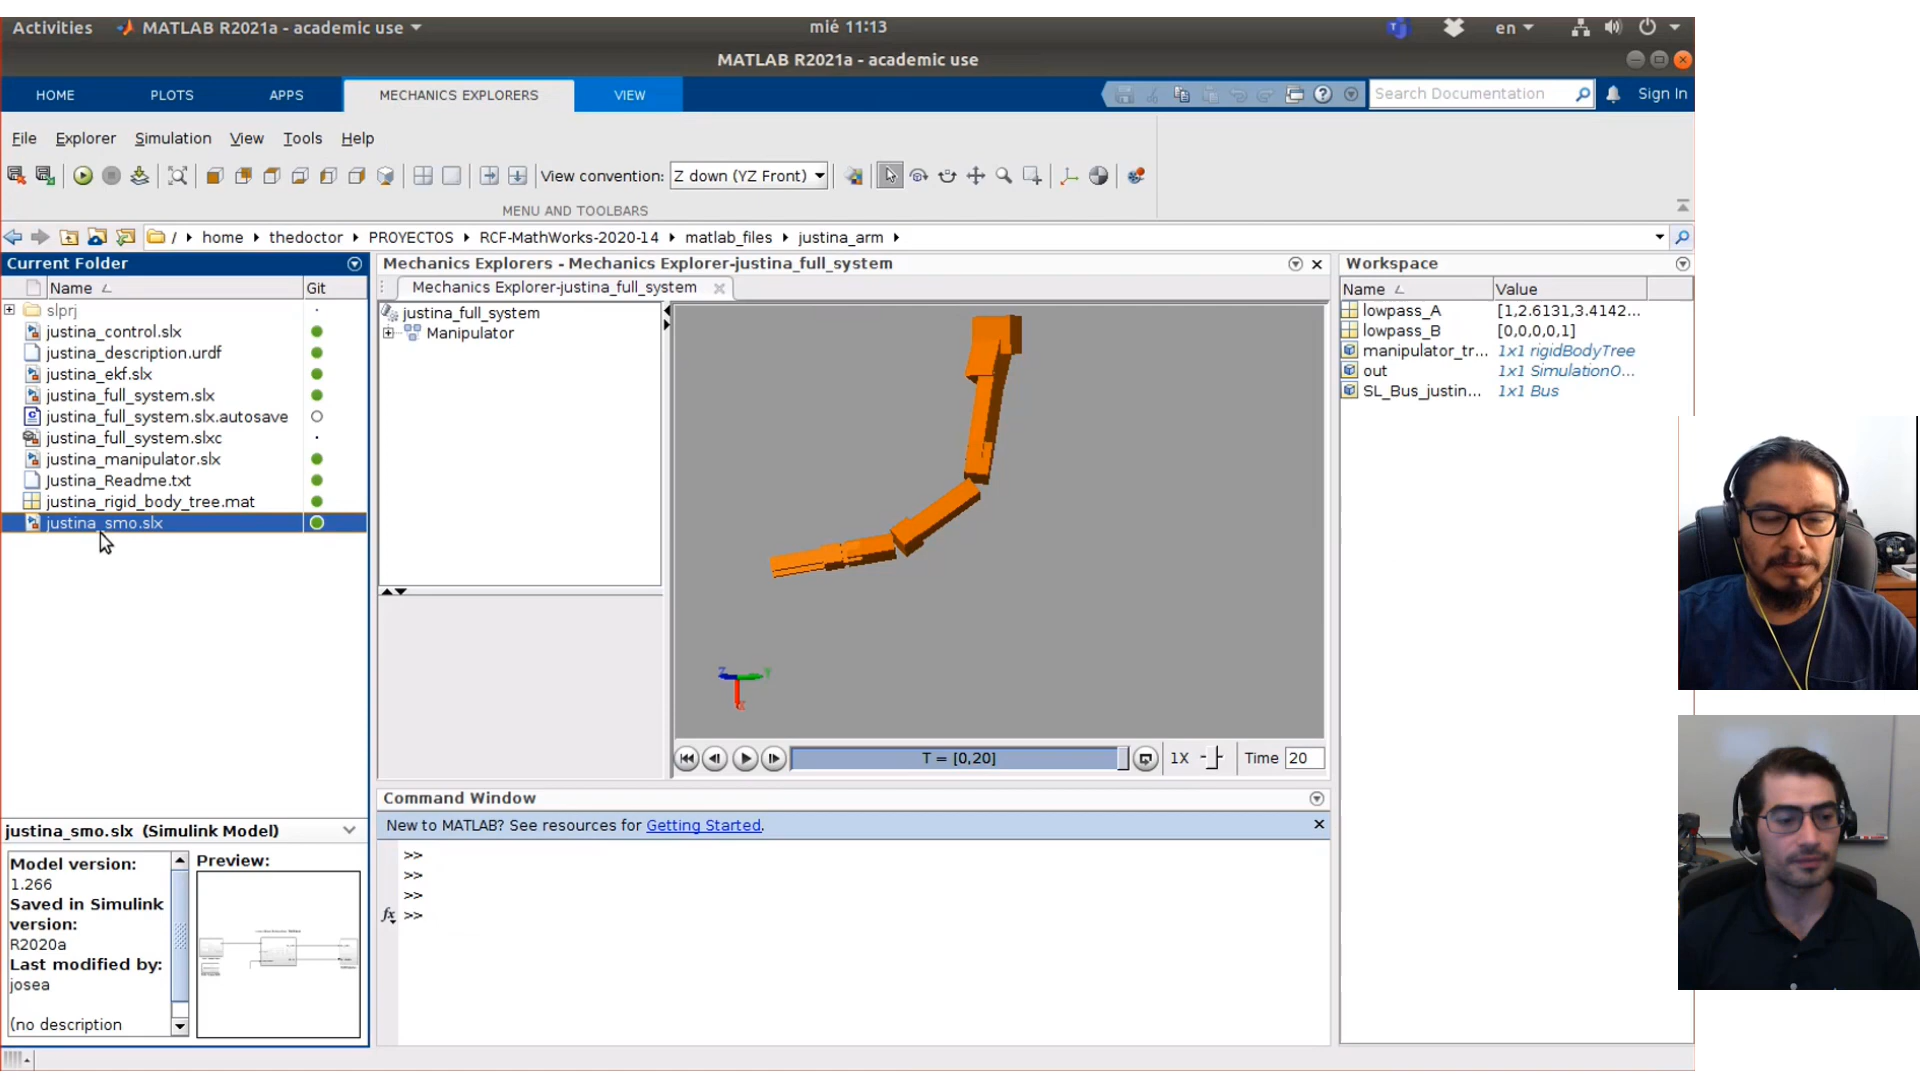 Activities MATLAB R2021a - academic use mié 11:13 en
MATLAB R2021a - academic use
HOME PLOTS APPS MECHANICS EXPLORERS VIEW Search Documentation Sign In
File Explorer Simulation View Tools Help
View convention: Z down (YZ Front)
MENU AND TOOLBARS
/ home thedoctor PROYECTOS RCF-MathWorks-2020-14 matlab_files justina_arm
Current Folder
Name Git
slprj
justina_control.slx
justina_description.urdf
justina_ekf.slx
justina_full_system.slx
justina_full_system.slx.autosave
justina_full_system.slxc
justina_manipulator.slx
Justina_Readme.txt
justina_rigid_body_tree.mat
justina_smo.slx
justina_smo.slx (Simulink Model)
Model version:
1.266
Saved in Simulink
version:
R2020a
Last modified by:
josea
(no description
Preview:
Mechanics Explorers - Mechanics Explorer-justina_full_system
Mechanics Explorer-justina_full_system
justina_full_system
Manipulator
Z Y
X
T = [0,20] 1X Time 20
Command Window
New to MATLAB? See resources for Getting Started.
>>
>>
>>
fx >>
Workspace
Name Value
lowpass_A [1,2.6131,3.4142...
lowpass_B [0,0,0,0,1]
manipulator_tr... 1x1 rigidBodyTree
out 1x1 SimulationO...
SL_Bus_justin... 1x1 Bus